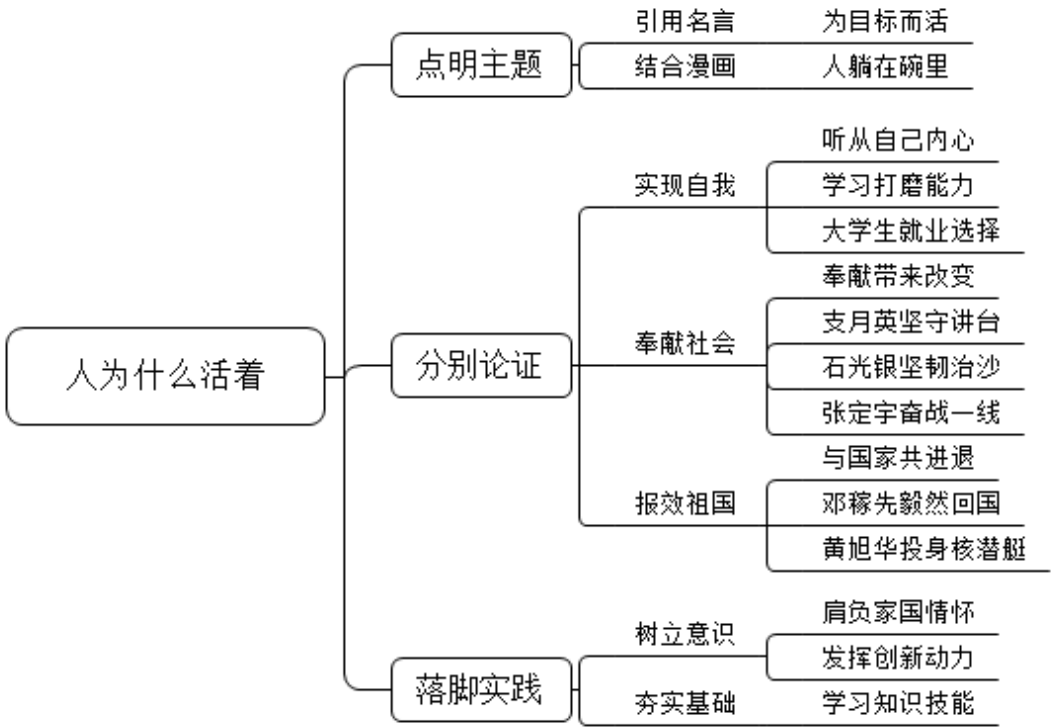 人为什么活着
点明主题
引用名言
为目标而活
结合漫画
人躺在碗里
分别论证
实现自我
听从自己内心
学习打磨能力
大学生就业选择
奉献社会
奉献带来改变
支月英坚守讲台
石光银坚韧治沙
张定宇奋战一线
报效祖国
与国家共进退
邓稼先毅然回国
黄旭华投身核潜艇
落脚实践
树立意识
肩负家国情怀
发挥创新动力
夯实基础
学习知识技能